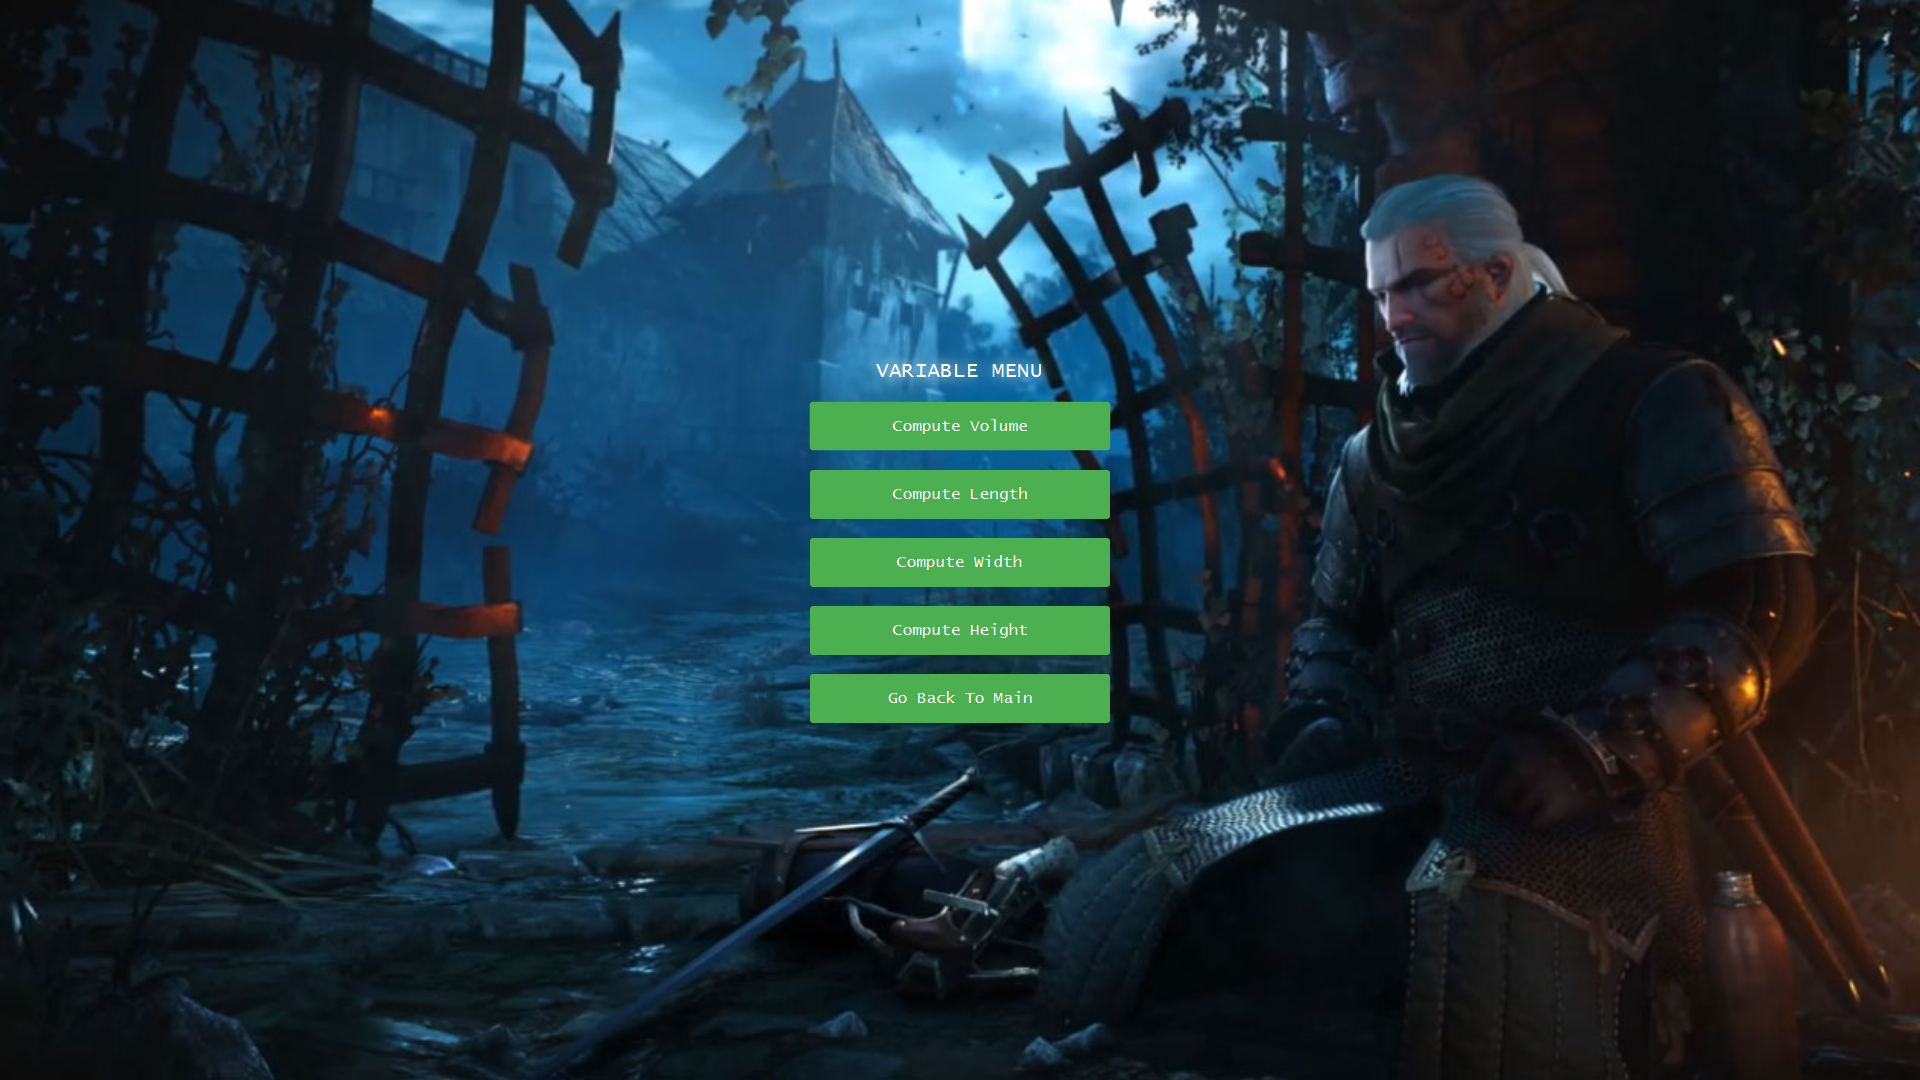 VARIABLE MENU
Compute Volume
Compute Length
Compute Width
Compute Height
Go Back To Main